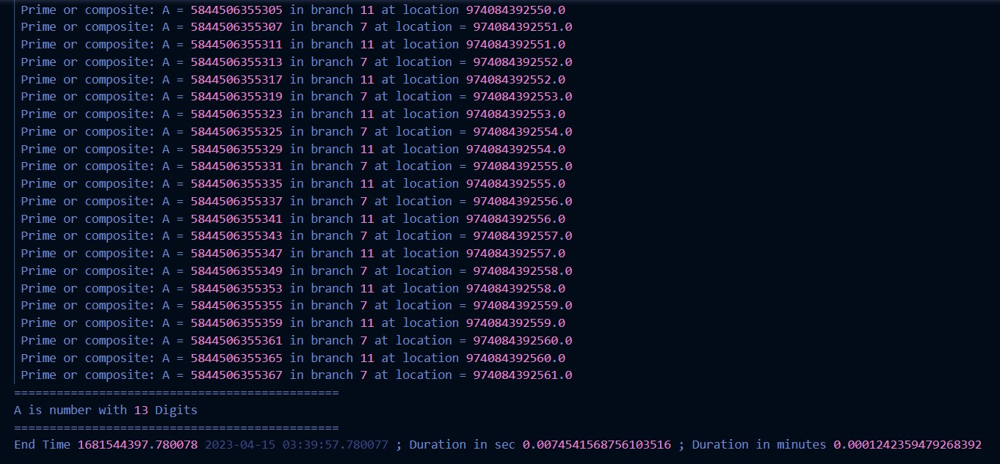 Prime or composite: A = 5844506355305 in branch 11 at location 974084392550.0
Prime or composite: A = 5844506355307 in branch 7 at location = 974084392551.0
Prime or composite: A = 5844506355311 in branch 11 at location 974084392551.0
Prime or composite: A = 5844506355313 in branch 7 at location = 974084392552.0
Prime or composite: A = 5844506355317 in branch 11 at location 974084392552.0
Prime or composite: A = 5844506355319 in branch 7 at location = 974084392553.0
Prime or composite: A = 5844506355323 in branch 11 at location 974084392553.0
Prime or composite: A = 5844506355325 in branch 7 at location = 974084392554.0
Prime or composite: A = 5844506355329 in branch 11 at location 974084392554.0
Prime or composite: A = 5844506355331 in branch 7 at location = 974084392555.0
Prime or composite: A = 5844506355335 in branch 11 at location 974084392555.0
Prime or composite: A = 5844506355337 in branch 7 at location = 974084392556.0
Prime or composite: A = 5844506355341 in branch 11 at location 974084392556.0
Prime or composite: A = 5844506355343 in branch 7 at location = 974084392557.0
Prime or composite: A = 5844506355347 in branch 11 at location 974084392557.0
Prime or composite: A = 5844506355349 in branch 7 at location = 974084392558.0
Prime or composite: A = 5844506355353 in branch 11 at location 974084392558.0
Prime or composite: A = 5844506355355 in branch 7 at location = 974084392559.0
Prime or composite: A = 5844506355359 in branch 11 at location 974084392559.0
Prime or composite: A = 5844506355361 in branch 7 at location = 974084392560.0
Prime or composite: A = 5844506355365 in branch 11 at location 974084392560.0
Prime or composite: A = 5844506355367 in branch 7 at location = 974084392561.0
==============================================
A is number with 13 Digits
==============================================
End Time 1681544397.780078 2023-04-15 03:39:57.780077 ; Duration in sec 0.0074541568756103516 ; Duration in minutes 0.0001242359479268392